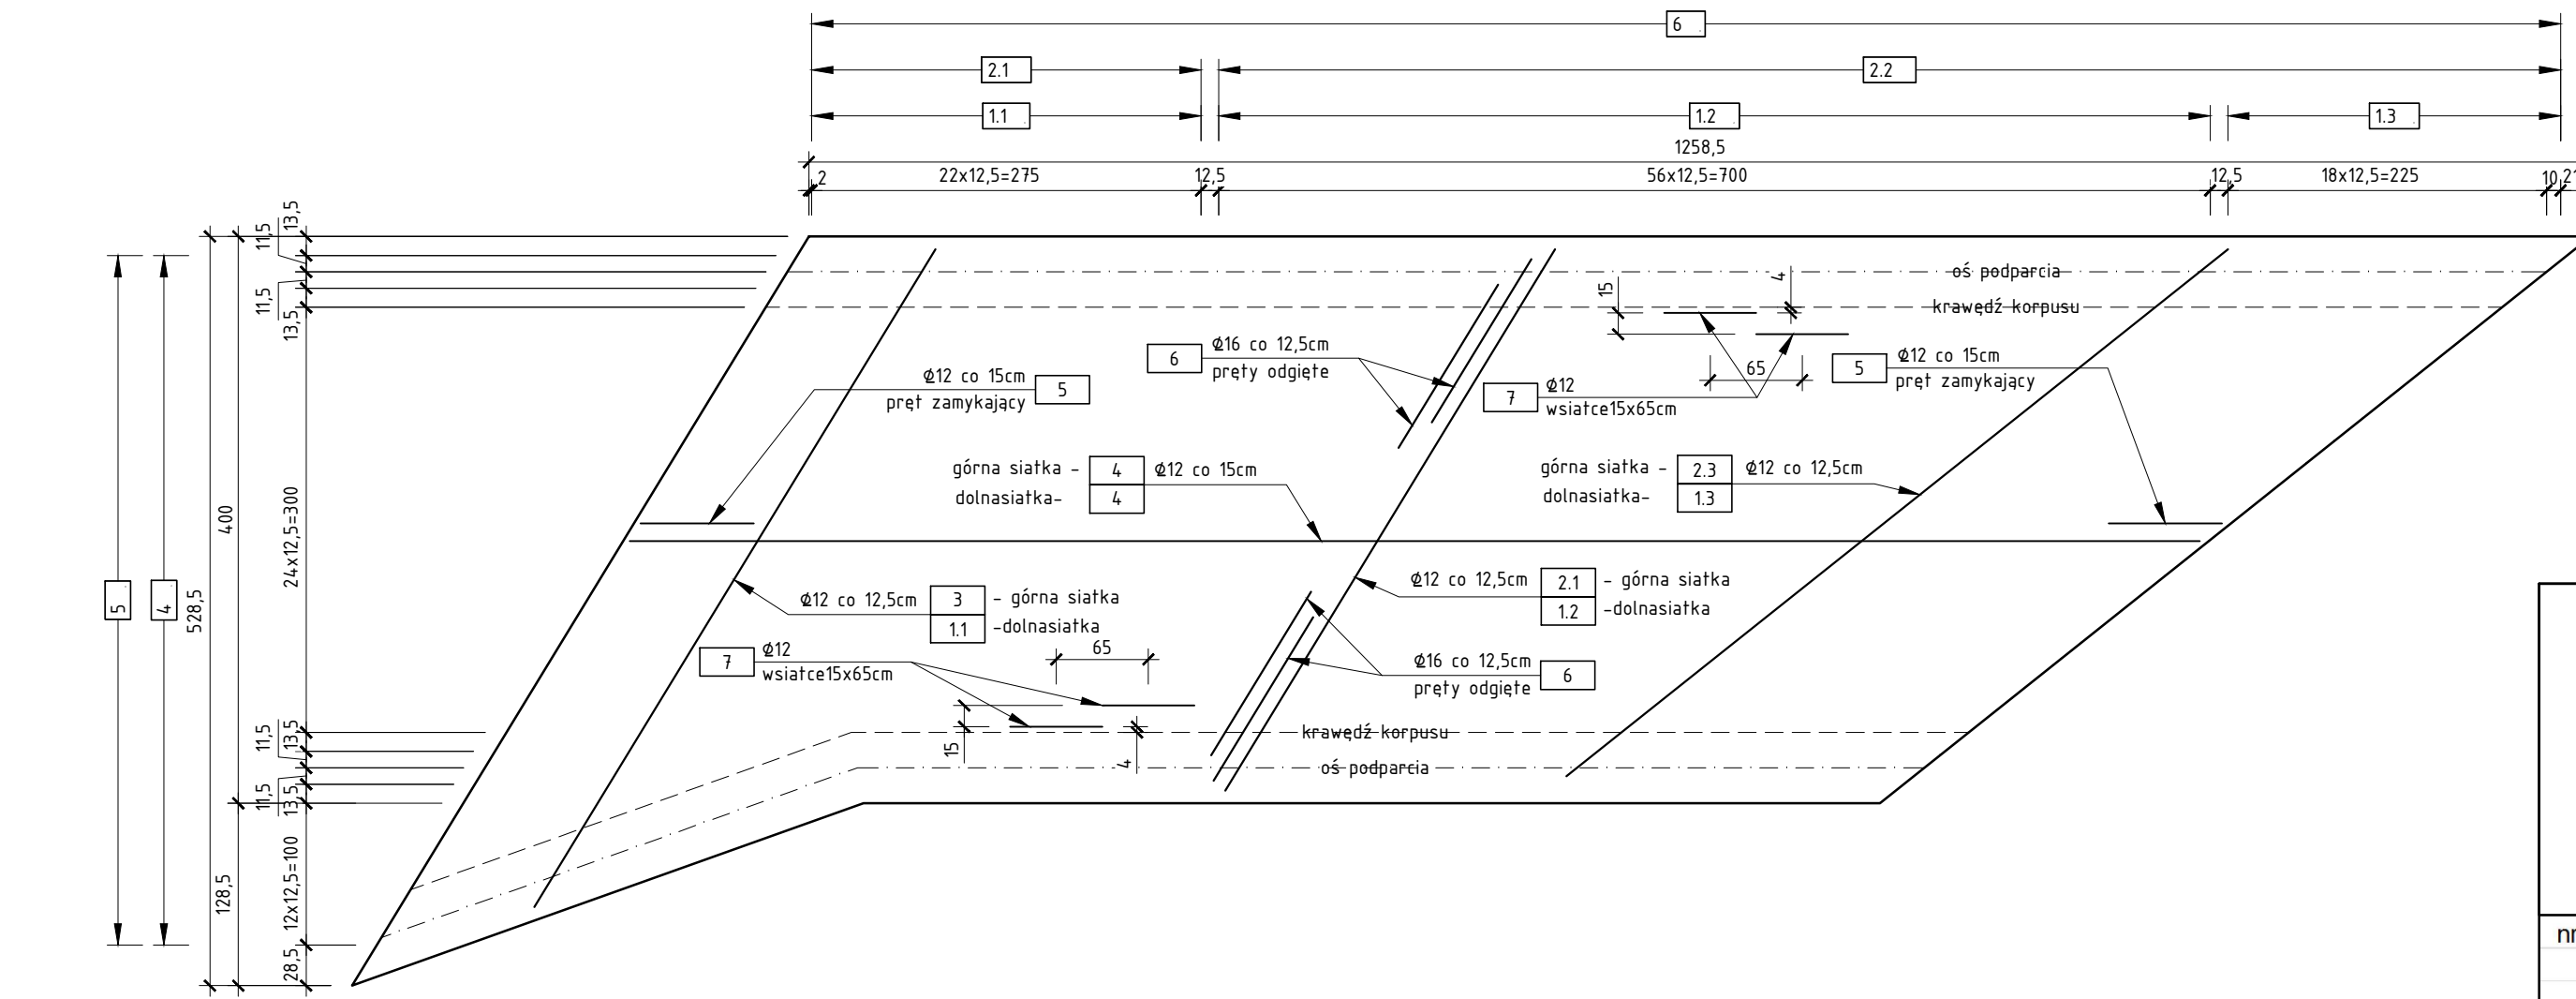 6
2.1
2.2
1.1
1.2
1.3
1258,5
2
22x12,5=275
12,5
56x12,5=700
12,5
18x12,5=225
10,2
11,5
13,5
11,5
13,5
oś podparcia
krawędź korpusu
15
4
65
6
Ø16 co 12,5cm
pręty odgięte
Ø12 co 15cm
pręt zamykający
5
7
Ø12
wsiatce15x65cm
5
Ø12 co 15cm
pręt zamykający
górna siatka -
4
Ø12 co 15cm
dolnasiatka-
4
górna siatka -
2.3
Ø12 co 12,5cm
dolnasiatka-
1.3
400
24x12,5=300
5
4
528,5
Ø12 co 12,5cm
3
- górna siatka
1.1
-dolnasiatka
Ø12 co 12,5cm
2.1
- górna siatka
1.2
-dolnasiatka
7
Ø12
wsiatce15x65cm
65
Ø16 co 12,5cm
pręty odgięte
6
15
4
krawędź korpusu
oś podparcia
11,5
13,5
11,5
13,5
12x12,5=100
128,5
28,5